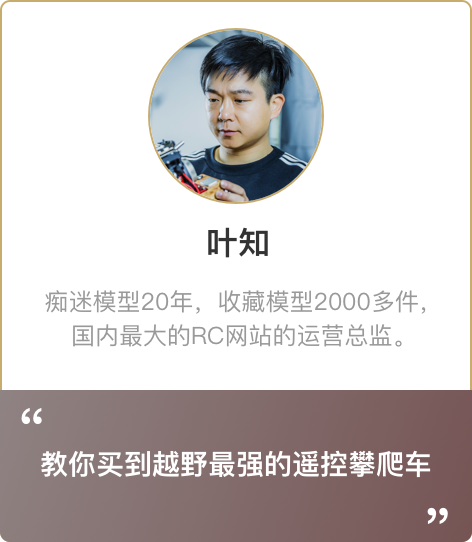 叶知
痴迷模型20年，收藏模型2000多件，
国内最大的RC网站的运营总监。
“
教你买到越野最强的遥控攀爬车
”